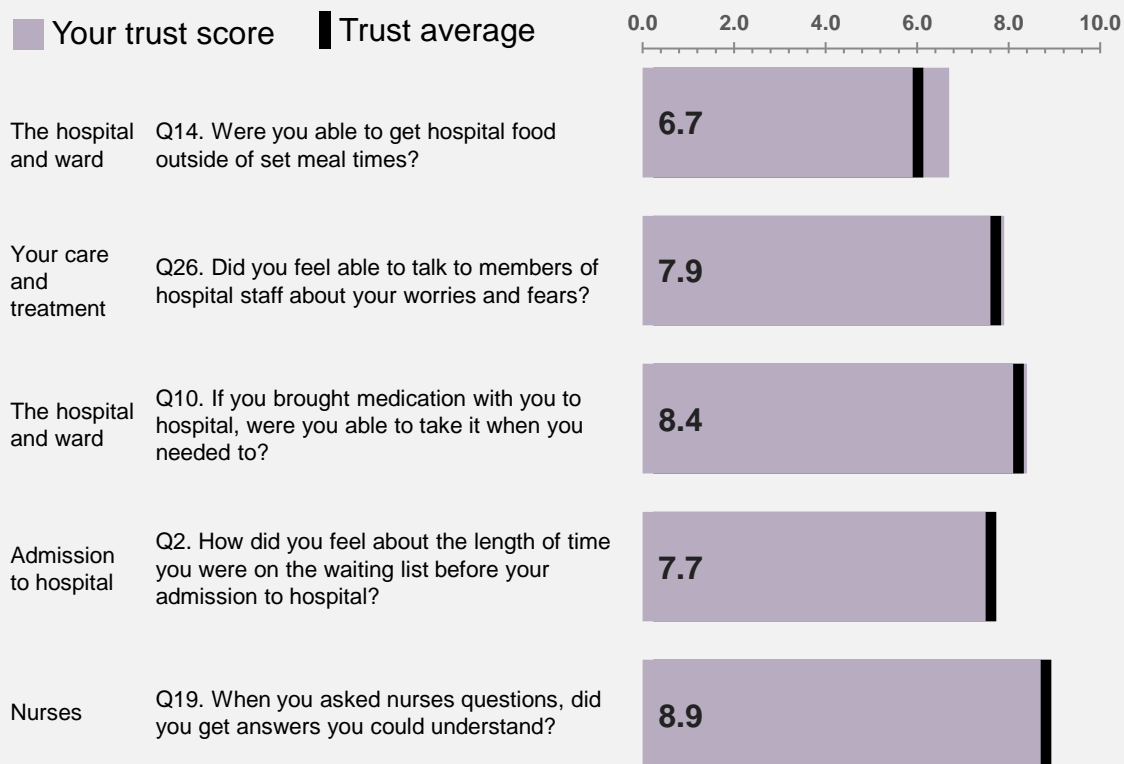 Your trust score Trust average
0.0 2.0 4.0 6.0 8.0 10.0
The hospital
and ward
Q14. Were you able to get hospital food
outside of set meal times?
6.7
Your care
and
treatment
Q26. Did you feel able to talk to members of
hospital staff about your worries and fears?
7.9
The hospital
and ward
Q10. If you brought medication with you to
hospital, were you able to take it when you
needed to?
8.4
Admission
to hospital
Q2. How did you feel about the length of time
you were on the waiting list before your
admission to hospital?
7.7
Nurses
Q19. When you asked nurses questions, did
you get answers you could understand?
8.9